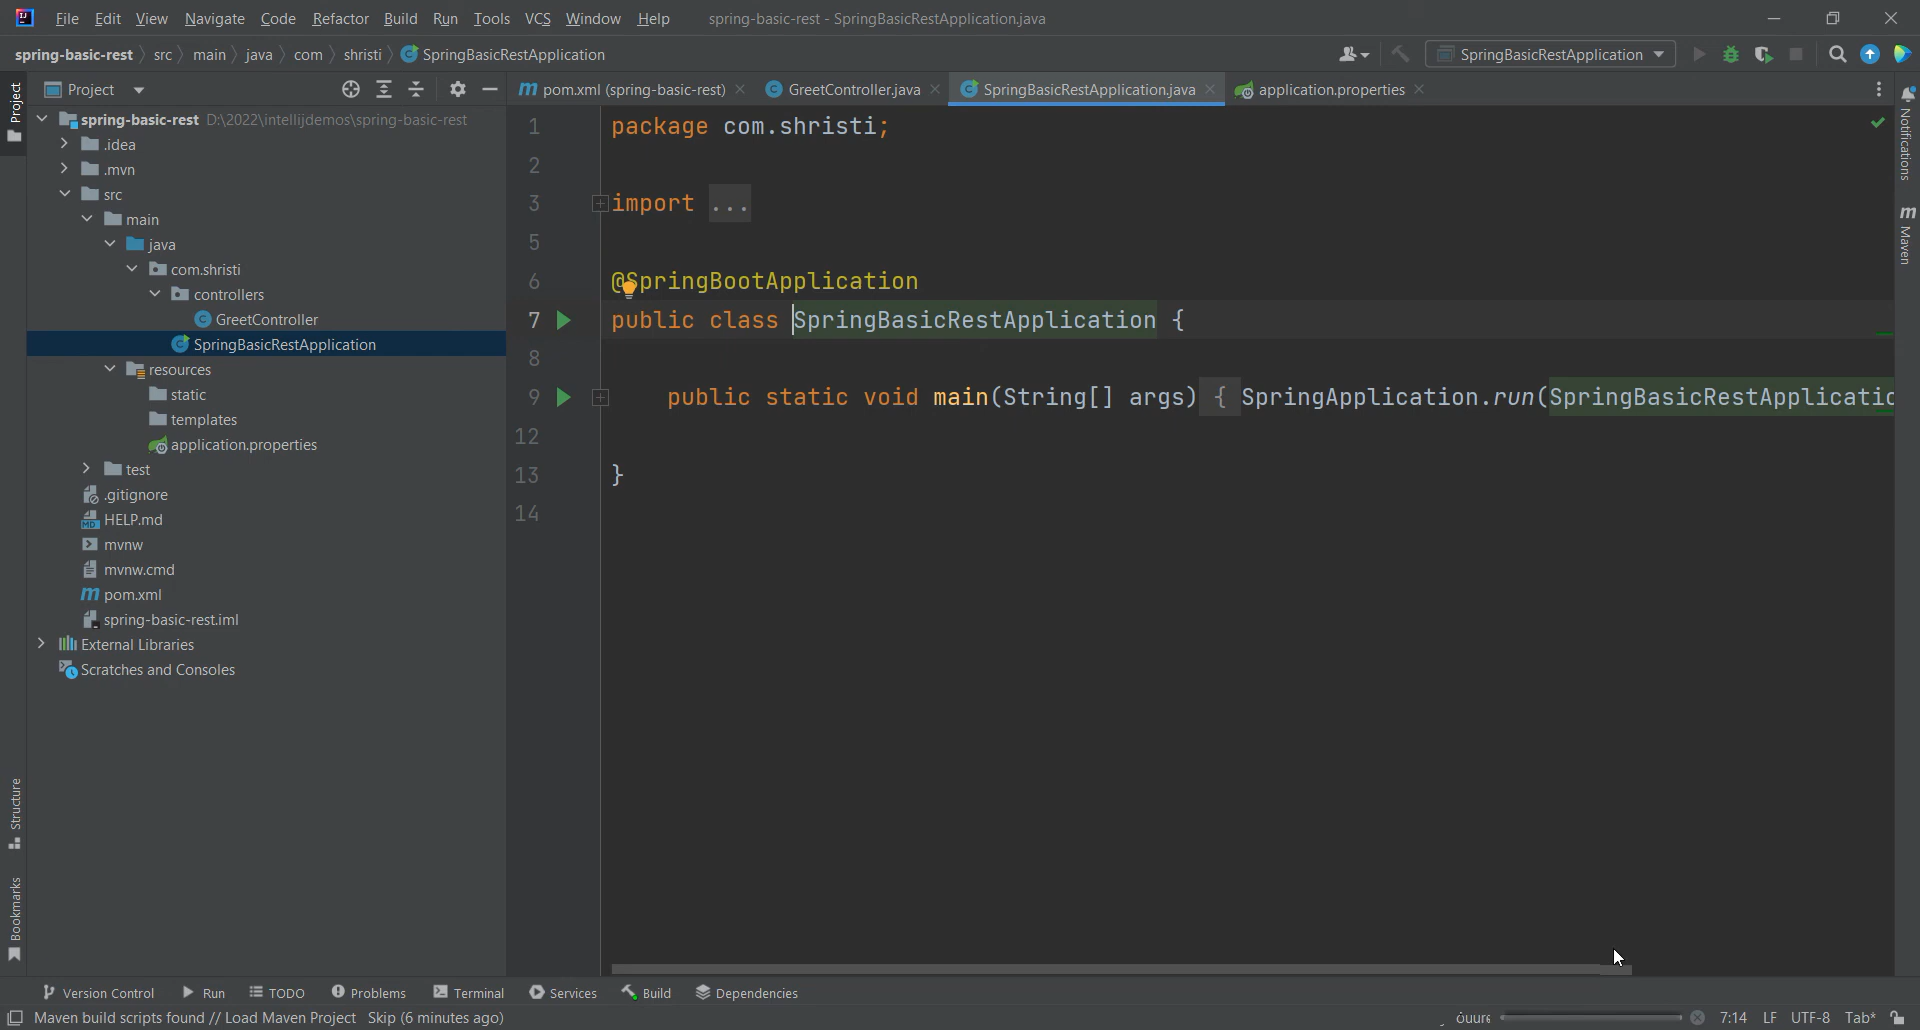 File Edit View Navigate Code Refactor Build Run Tools VCS Window Help spring-basic-rest - SpringBasicRestApplication.java
spring-basic-rest src main java com shristi SpringBasicRestApplication SpringBasicRestApplication
Project
pom.xml (spring-basic-rest) GreetController.java SpringBasicRestApplication.java application.properties
Project
Structure
Bookmarks
spring-basic-rest D:\2022\intellijdemos\spring-basic-rest
.idea
.mvn
src
main
java
com.shristi
controllers
GreetController
SpringBasicRestApplication
resources
static
templates
application.properties
test
.gitignore
HELP.md
mvnw
mvnw.cmd
pom.xml
spring-basic-rest.iml
External Libraries
Scratches and Consoles
1 package com.shristi;
2
3 import ...
5
6 @SpringBootApplication
7 public class SpringBasicRestApplication {
8
9 public static void main(String[] args) { SpringApplication.run(SpringBasicRestApplicatio
12
13 }
14
Notifications
Maven
Version Control Run TODO Problems Terminal Services Build Dependencies
Maven build scripts found // Load Maven Project Skip (6 minutes ago) 7:14 LF UTF-8 Tab*